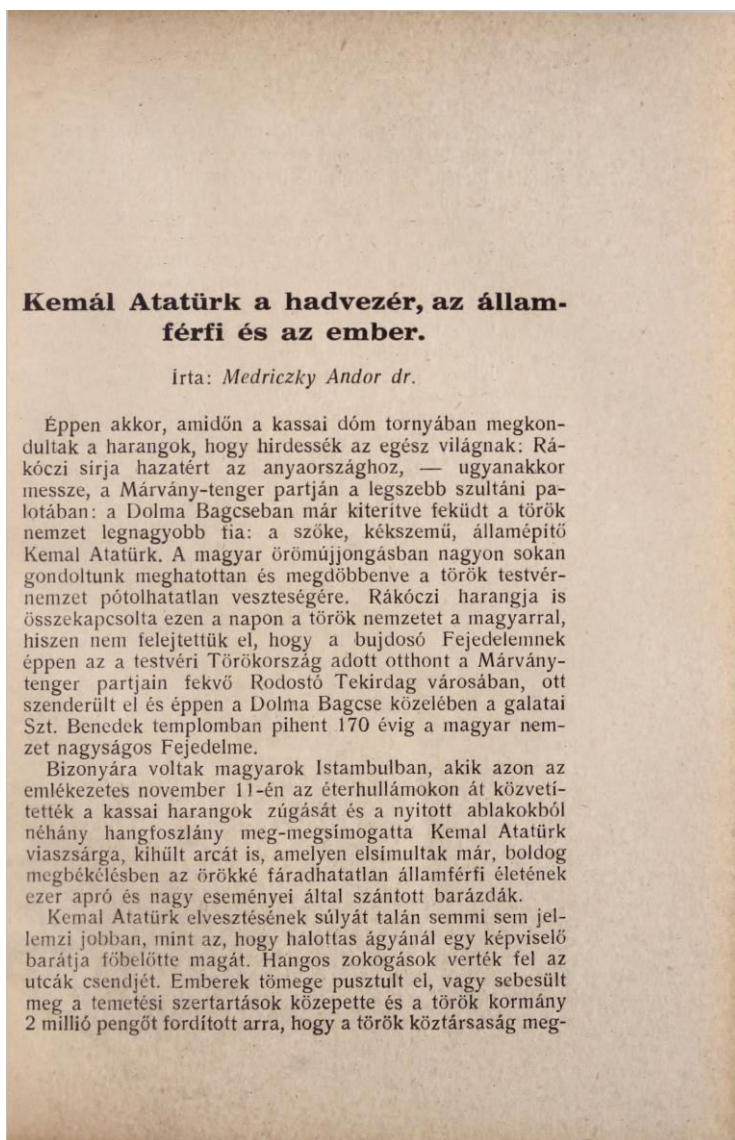 Kemál Atatürk a hadvezér, az állam-
férfi és az ember.
Írta: Medriczky Andor dr.
Éppen akkor, amidőn a kassai dóm tornyában megkon-
dultak a harangok, hogy hirdessék az egész világnak: Rá-
kóczi sírja hazatért az anyaországhoz, — ugyanakkor
messze, a Márvány-tenger partján a legszebb szultáni pa-
lotában: a Dolma Bagcseban már kiterítve feküdt a török
nemzet legnagyobb fia: a szőke, kékszemű, államépítő
Kemal Atatürk. A magyar örömújjongásban nagyon sokan
gondoltunk meghatottan és megdöbbenve a török testvér-
nemzet pótolhatatlan veszteségére. Rákóczi harangja is
összekapcsolta ezen a napon a török nemzetet a magyarral,
hiszen nem felejtettük el, hogy a bujdosó Fejedelemnek
éppen az a testvéri Törökország adott otthont a Márvány-
tenger partjain fekvő Rodostó Tekirdag városában, ott
szenderült el és éppen a Dolma Bagcse közelében a galatai
Szt. Benedek templomban pihent 170 évig a magyar nem-
zet nagyságos Fejedelme.
Bizonyára voltak magyarok Istambulban, akik azon az
emlékezetes november 11-én az éterhullámokon át közvetí-
tették a kassai harangok zúgását és a nyitott ablakokból
néhány hangfoszlány meg-megsímogatta Kemal Atatürk
viaszsárga, kihűlt arcát is, amelyen elsímultak már, boldog
megbékélésben az örökké fáradhatatlan államférfi életének
ezer apró és nagy eseményei által szántott barázdák.
Kemal Atatürk elvesztésének súlyát talán semmi sem jel-
lemzi jobban, mint az, hogy halottas ágyánál egy képviselő
barátja főbelőtte magát. Hangos zokogások verték fel az
utcák csendjét. Emberek tömege pusztult el, vagy sebesült
meg a temetési szertartások közepette és a török kormány
2 millió pengőt fordított arra, hogy a török köztársaság meg-